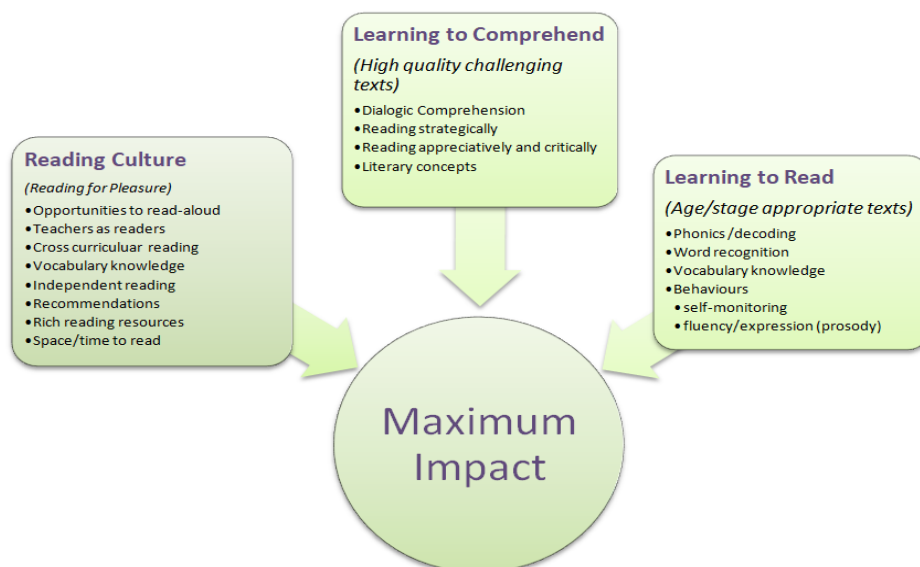 Learning to Comprehend
(High quality challenging
texts)
•Dialogic Comprehension
•Reading strategically
•Reading appreciatively and critically
•Literary concepts
Reading Culture
(Reading for Pleasure)
•Opportunities to read-aloud
•Teachers as readers
•Cross curriculuar reading
•Vocabulary knowledge
•Independent reading
•Recommendations
•Rich reading resources
•Space/time to read
Learning to Read
(Age/stage appropriate texts)
•Phonics /decoding
•Word recognition
•Vocabulary knowledge
•Behaviours
•self-monitoring
•fluency/expression (prosody)
Maximum
Impact